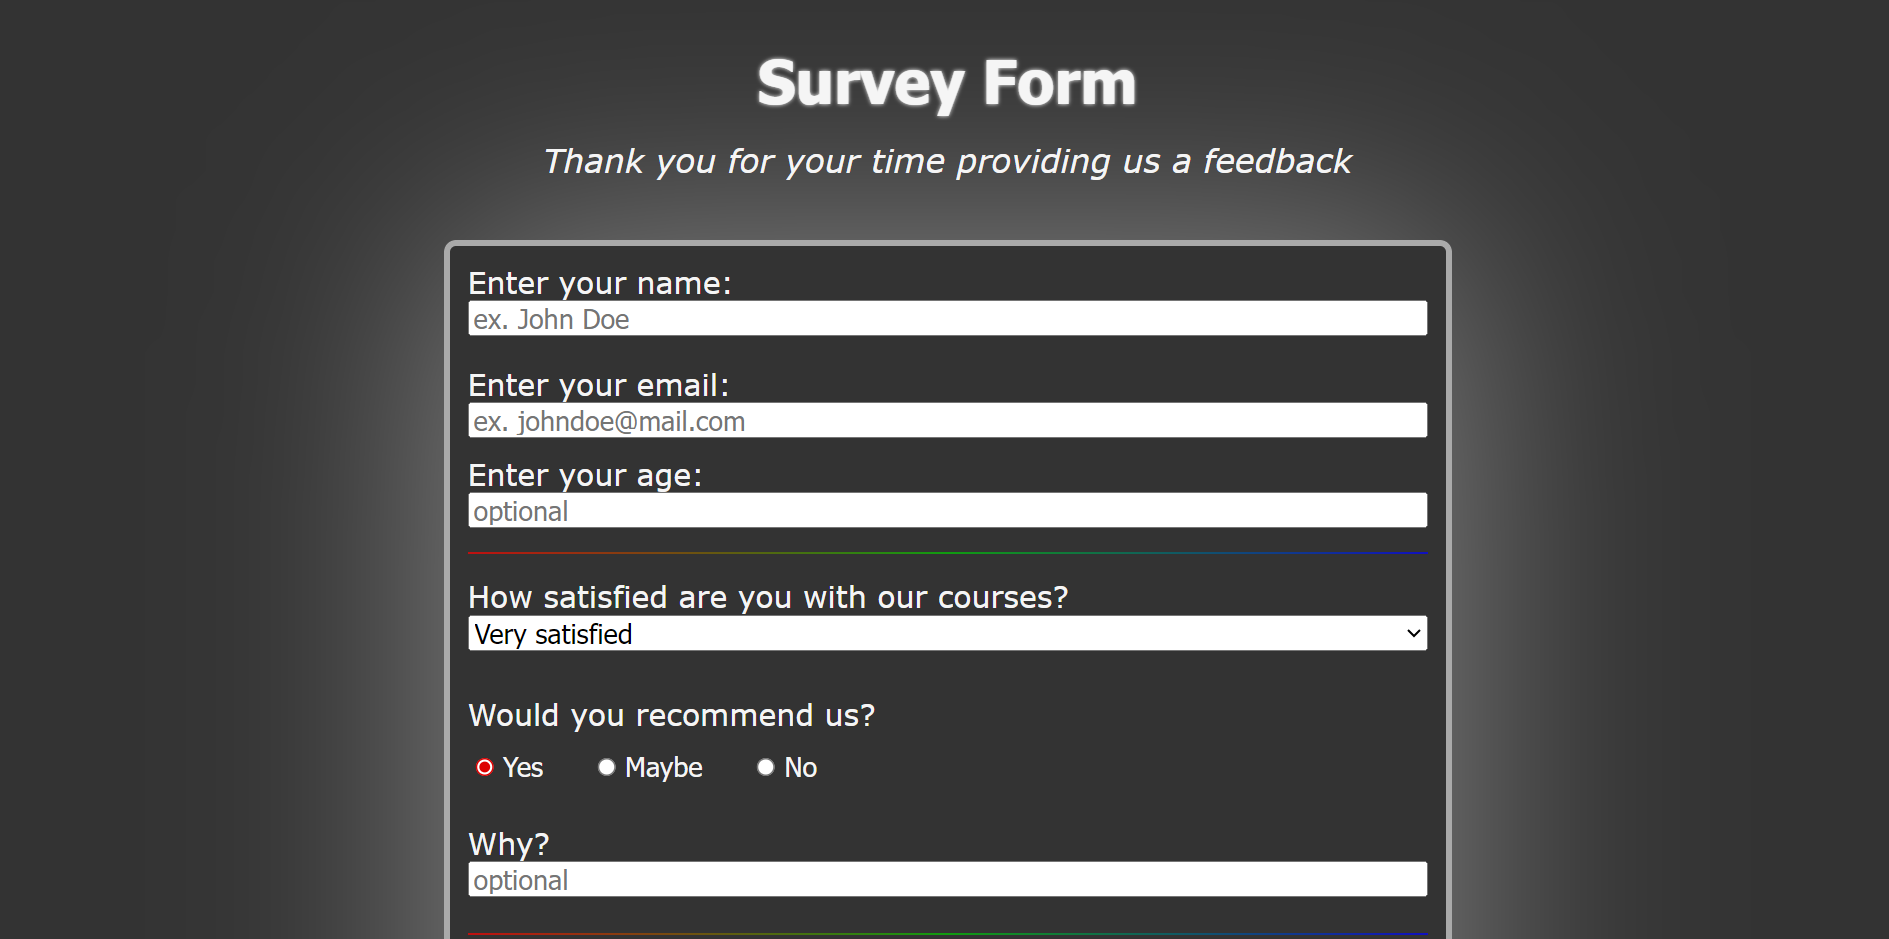 Survey Form
Thank you for your time providing us a feedback
Enter your name:
ex. John Doe
Enter your email:
ex. johndoe@mail.com
Enter your age:
optional
How satisfied are you with our courses?
Very satisfied
Would you recommend us?
Yes Maybe No
Why?
optional